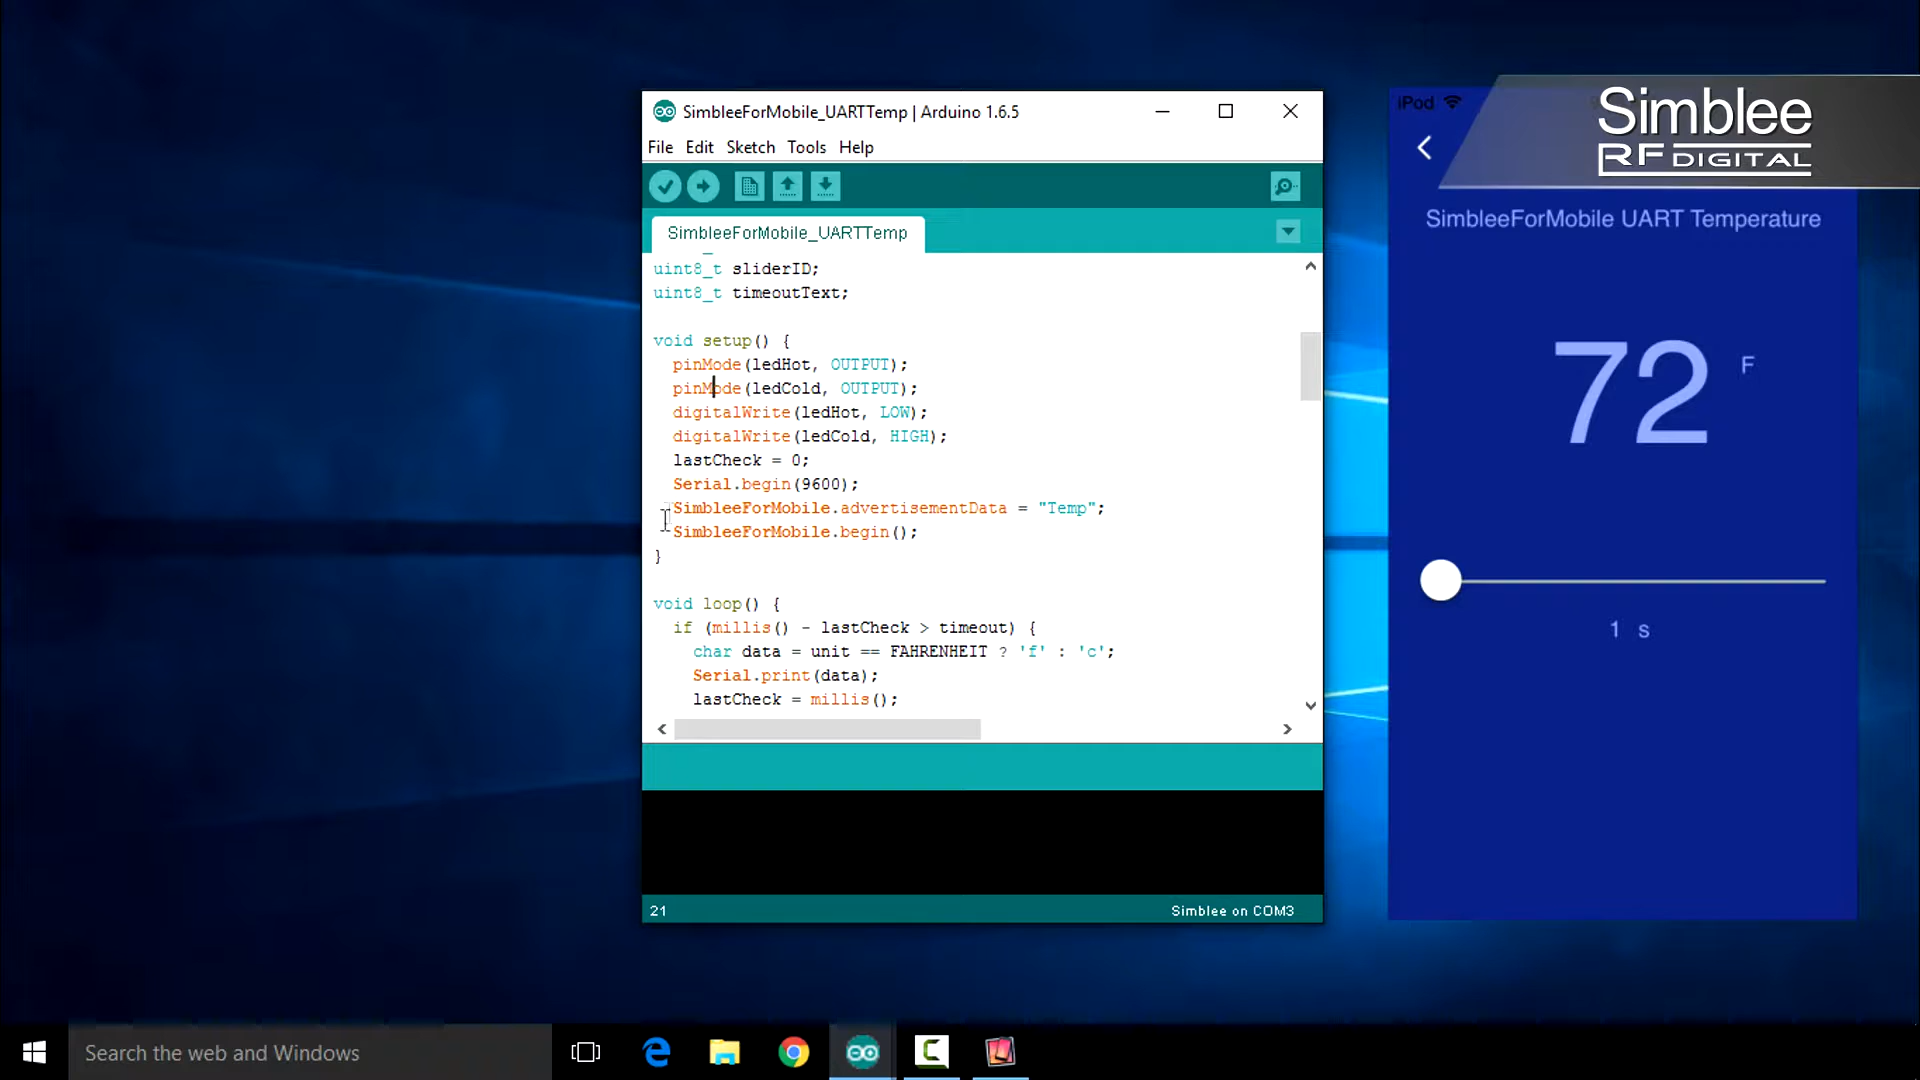 SimbleeForMobile_UARTTemp | Arduino 1.6.5
File Edit Sketch Tools Help
SimbleeForMobile_UARTTemp
uint8_t sliderID;
uint8_t timeoutText;
void setup() {
pinMode(ledHot, OUTPUT);
pinMode(ledCold, OUTPUT);
digitalWrite(ledHot, LOW);
digitalWrite(ledCold, HIGH);
lastCheck = 0;
Serial.begin(9600);
SimbleeForMobile.advertisementData = "Temp";
SimbleeForMobile.begin();
}
void loop() {
if (millis() - lastCheck > timeout) {
char data = unit == FAHRENHEIT ? 'f' : 'c';
Serial.print(data);
lastCheck = millis();
21
Simblee on COM3
iPod
Simblee
RF DIGITAL
SimbleeForMobile UART Temperature
72 F
1 s
Search the web and Windows